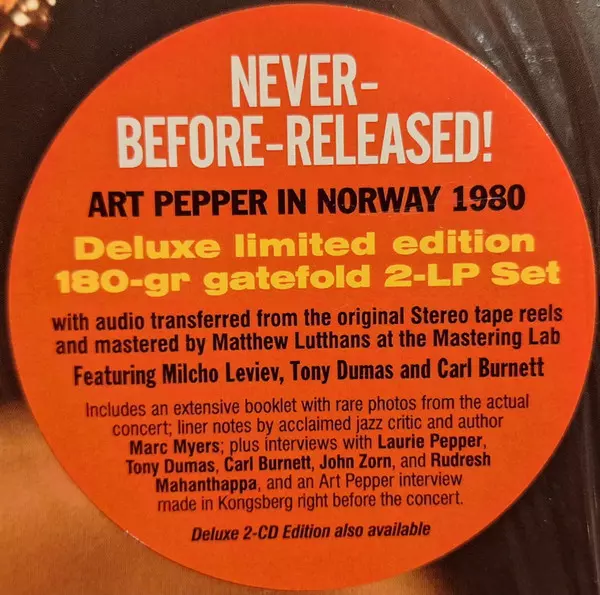 NEVER-
BEFORE-RELEASED!
ART PEPPER IN NORWAY 1980
Deluxe limited edition
180-gr gatefold 2-LP Set
with audio transferred from the original Stereo tape reels
and mastered by Matthew Lutthans at the Mastering Lab
Featuring Milcho Leviev, Tony Dumas and Carl Burnett
Includes an extensive booklet with rare photos from the actual
concert; liner notes by acclaimed jazz critic and author
Marc Myers; plus interviews with Laurie Pepper,
Tony Dumas, Carl Burnett, John Zorn, and Rudresh
Mahanthappa, and an Art Pepper interview
made in Kongsberg right before the concert.
Deluxe 2-CD Edition also available